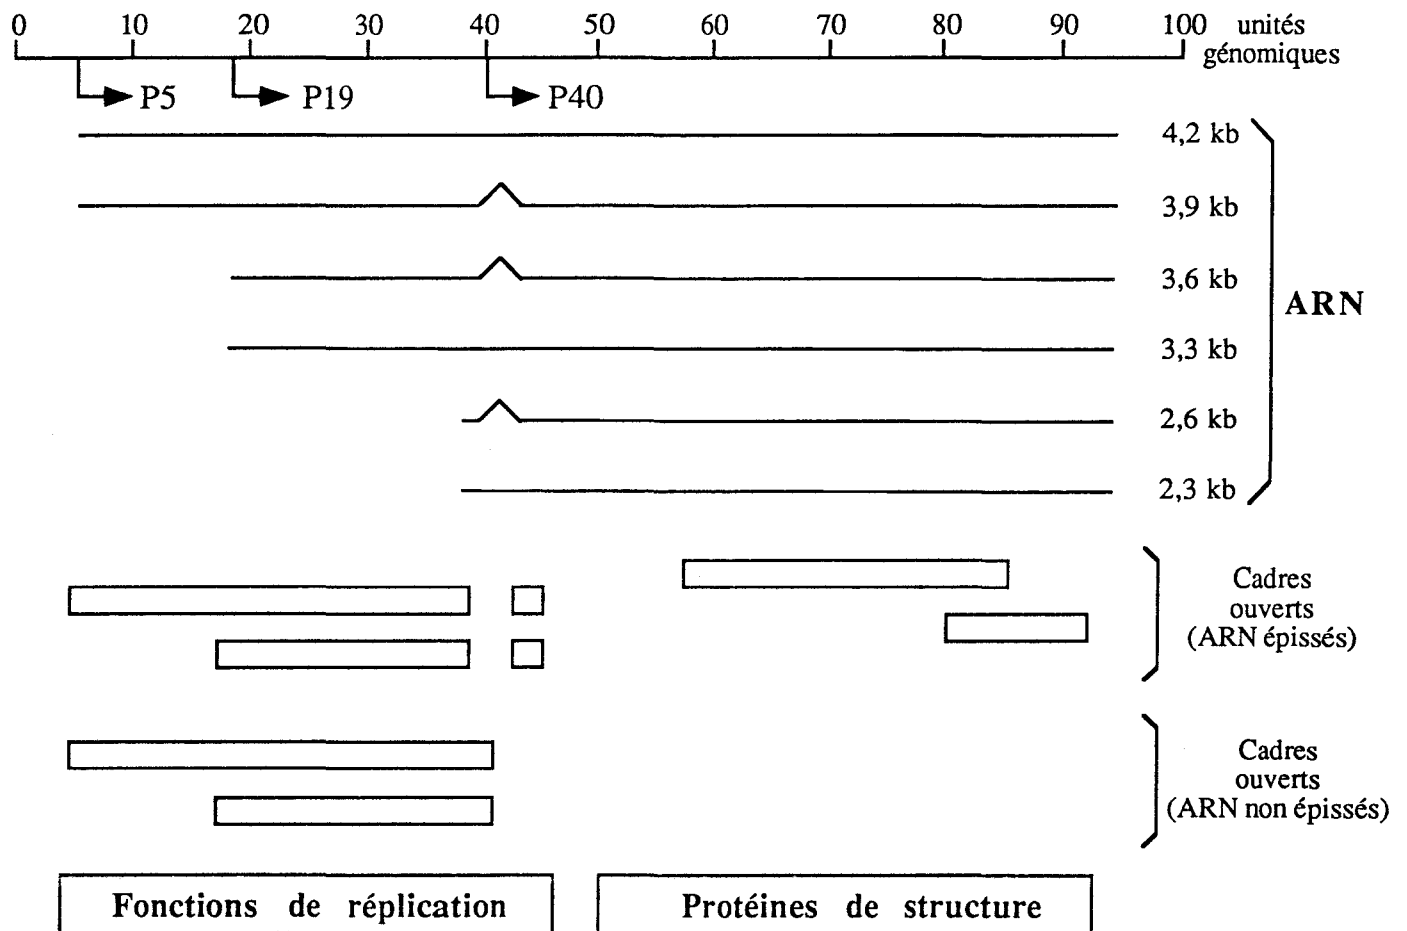 0 10 20 30 40 50 60 70 80 90 100 unités
génomiques
P5 P19 P40
4,2 kb
3,9 kb
3,6 kb
ARN
3,3 kb
2,6 kb
2,3 kb
Cadres
ouverts
(ARN épissés)
Cadres
ouverts
(ARN non épissés)
Fonctions de réplication Protéines de structure